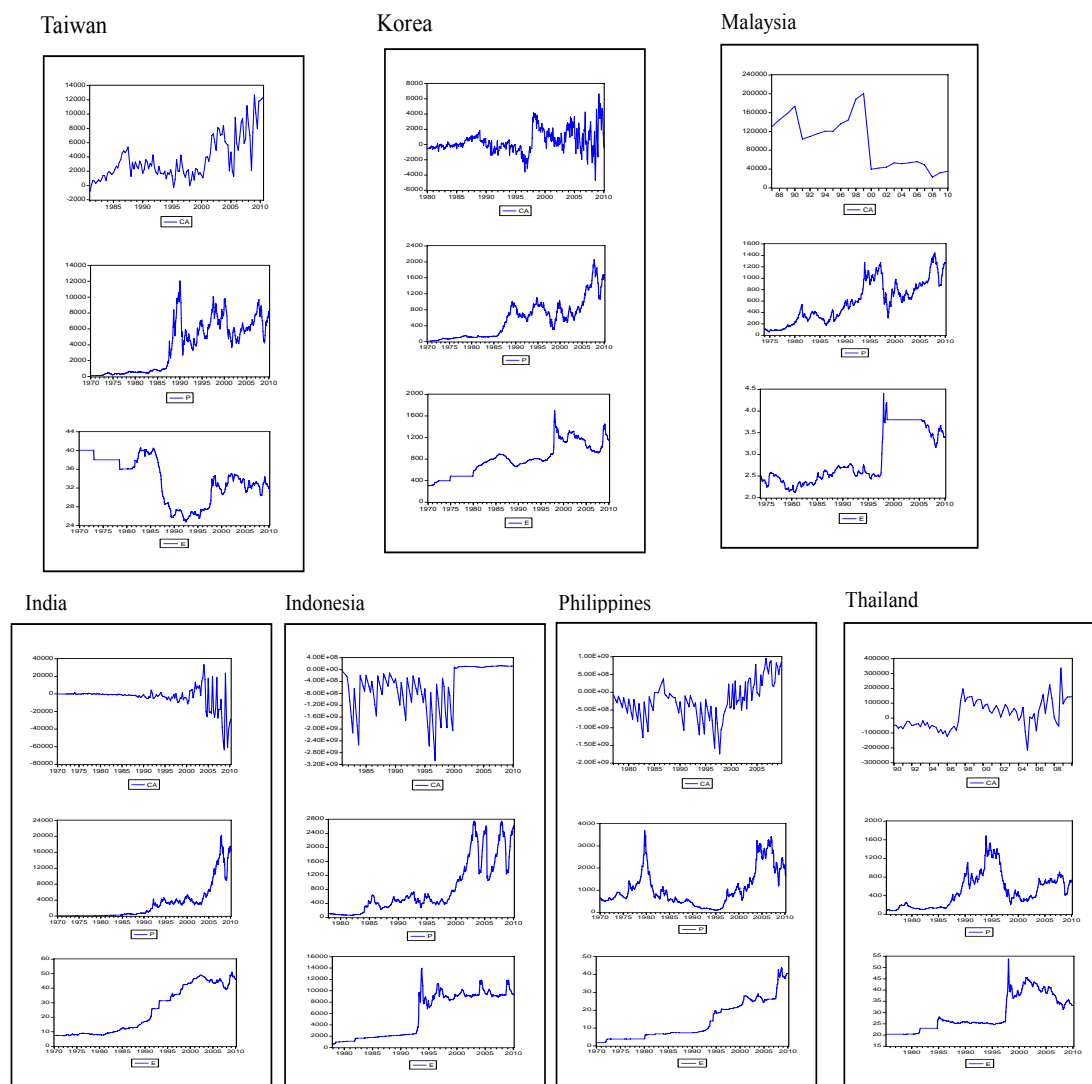 Taiwan
14000
12000
10000
8000
6000
4000
2000
0
-2000
1985 1990 1995 2000 2005 2010
CA
14000
12000
10000
8000
6000
4000
2000
0
1970 1975 1980 1985 1990 1995 2000 2005 2010
P
44
40
36
32
28
24
1970 1975 1980 1985 1990 1995 2000 2005 2010
E
Korea
8000
6000
4000
2000
0
-2000
-4000
-6000
1980 1985 1990 1995 2000 2005 2010
CA
2400
2000
1600
1200
800
400
0
1970 1975 1980 1985 1990 1995 2000 2005 2010
P
2000
1600
1200
800
400
0
1970 1975 1980 1985 1990 1995 2000 2005 2010
E
Malaysia
240000
200000
160000
120000
80000
40000
0
88 90 92 94 96 98 00 02 04 06 08 10
CA
1600
1400
1200
1000
800
600
400
200
0
1975 1980 1985 1990 1995 2000 2005 2010
P
4.5
4.0
3.5
3.0
2.5
2.0
1975 1980 1985 1990 1995 2000 2005 2010
E
India
40000
20000
0
-20000
-40000
-60000
-80000
1970 1975 1980 1985 1990 1995 2000 2005 2010
CA
24000
20000
16000
12000
8000
4000
0
1970 1975 1980 1985 1990 1995 2000 2005 2010
P
60
50
40
30
20
10
0
1970 1975 1980 1985 1990 1995 2000 2005 2010
E
Indonesia
4.00E+08
0.00E+00
-4.00E+08
-8.00E+08
-1.20E+09
-1.60E+09
-2.00E+09
-2.40E+09
-2.80E+09
-3.20E+09
1985 1990 1995 2000 2005 2010
CA
2800
2400
2000
1600
1200
800
400
0
1980 1985 1990 1995 2000 2005 2010
P
16000
14000
12000
10000
8000
6000
4000
2000
0
1980 1985 1990 1995 2000 2005 2010
E
Philippines
1.00E+09
5.00E+08
0.00E+00
-5.00E+08
-1.00E+09
-1.50E+09
-2.00E+09
1980 1985 1990 1995 2000 2005
CA
4000
3000
2000
1000
0
1970 1975 1980 1985 1990 1995 2000 2005 2010
P
50
40
30
20
10
0
1970 1975 1980 1985 1990 1995 2000 2005 2010
E
Thailand
400000
300000
200000
100000
0
-100000
-200000
-300000
90 92 94 96 98 00 02 04 06 08
CA
2000
1600
1200
800
400
0
1980 1985 1990 1995 2000 2005 2010
P
55
50
45
40
35
30
25
20
15
1980 1985 1990 1995 2000 2005 2010
E